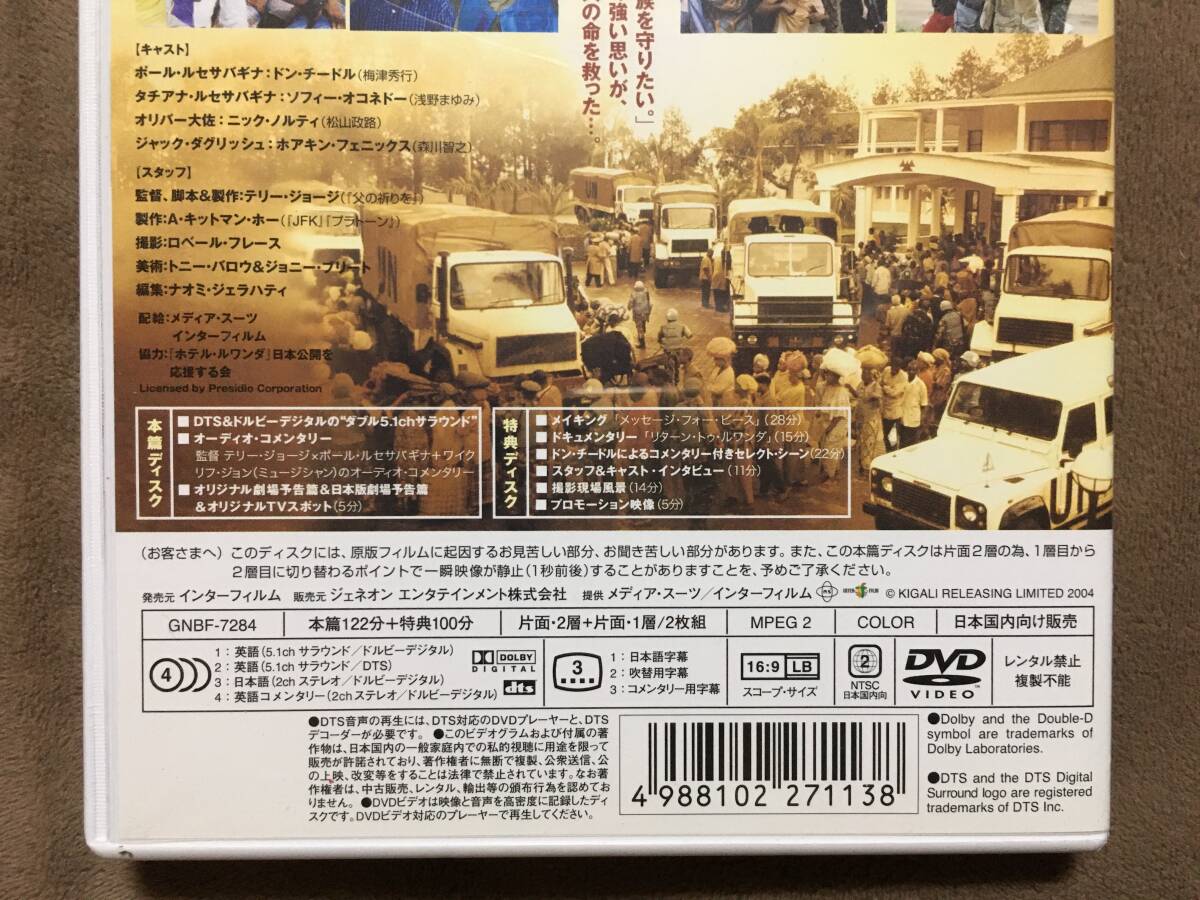 族を守りたい。」
強い思いが、
の命を救った…。
【キャスト】
ポール・ルセサバギナ：ドン・チードル（梅津秀行）
タチアナ・ルセサバギナ：ソフィー・オコネドー（浅野まゆみ）
オリバー大佐：ニック・ノルティ（松山政路）
ジャック・ダグリッシュ：ホアキン・フェニックス（森川智之）
【スタッフ】
監督、脚本&製作：テリー・ジョージ（『父の祈りを』）
製作：A・キットマン・ホー（『JFK』『プラトーン』）
撮影：ロベール・フレース
美術：トニー・バロウ&ジョニー・ブリート
編集：ナオミ・ジェラハティ
配給：メディア・スーツ
インターフィルム
協力：『ホテル・ルワンダ』日本公開を
応援する会
Licensed by Presidio Corporation
本篇ディスク
■DTS&ドルビーデジタルの"ダブル5.1chサラウンド"
■オーディオ・コメンタリー
監督 テリー・ジョージ×ポール・ルセサバギナ＋ワイク
リフ・ジョン（ミュージシャン）のオーディオ・コメンタリー
■オリジナル劇場予告篇&日本版劇場予告篇
&オリジナルTVスポット（5分）
特典ディスク
■メイキング「メッセージ・フォー・ピース」（28分）
■ドキュメンタリー「リターン・トゥ・ルワンダ」（15分）
■ドン・チードルによるコメンタリー付きセレクト・シーン（22分）
■スタッフ&キャスト・インタビュー（11分）
■撮影現場風景（14分）
■プロモーション映像（5分）
UN
UN
（お客さまへ）このディスクには、原版フィルムに起因するお見苦しい部分、お聞き苦しい部分があります。また、この本篇ディスクは片面2層の為、1層目から
2層目に切り替わるポイントで一瞬映像が静止（1秒前後）することがありますことを、予めご了承ください。
発売元 インターフィルム 販売元 ジェネオン エンタテインメント株式会社 提供 メディア・スーツ／インターフィルム INTER FILM © KIGALI RELEASING LIMITED 2004
GNBF-7284 本篇122分＋特典100分 片面・2層＋片面・1層/2枚組 MPEG 2 COLOR 日本国内向け販売
4
1：英語（5.1ch サラウンド／ドルビーデジタル）
2：英語（5.1ch サラウンド／DTS）
3：日本語（2ch ステレオ／ドルビーデジタル）
4：英語コメンタリー（2ch ステレオ／ドルビーデジタル）
DOLBY
DIGITAL
dts
3
1：日本語字幕
2：吹替用字幕
3：コメンタリー用字幕
16:9 LB
スコープ・サイズ
2
NTSC
日本国内向
DVD
VIDEO
レンタル禁止
複製不能
●DTS音声の再生には、DTS対応のDVDプレーヤーと、DTS
デコーダーが必要です。●このビデオグラムおよび付属の著
作物は、日本国内の一般家庭内での私的視聴に用途を限って
販売が許諾されており、著作権者に無断で複製、公衆送信、公
の上映、改変等をすることは法律で禁止されています。なお著
作権者は、中古販売、レンタル、輸出等の頒布行為を認めてお
りません。●DVDビデオは映像と音声を高密度に記録したディ
スクです。DVDビデオ対応のプレーヤーで再生してください。
4 988102 271138
●Dolby and the Double-D
symbol are trademarks of
Dolby Laboratories.
●DTS and the DTS Digital
Surround logo are registered
trademarks of DTS Inc.